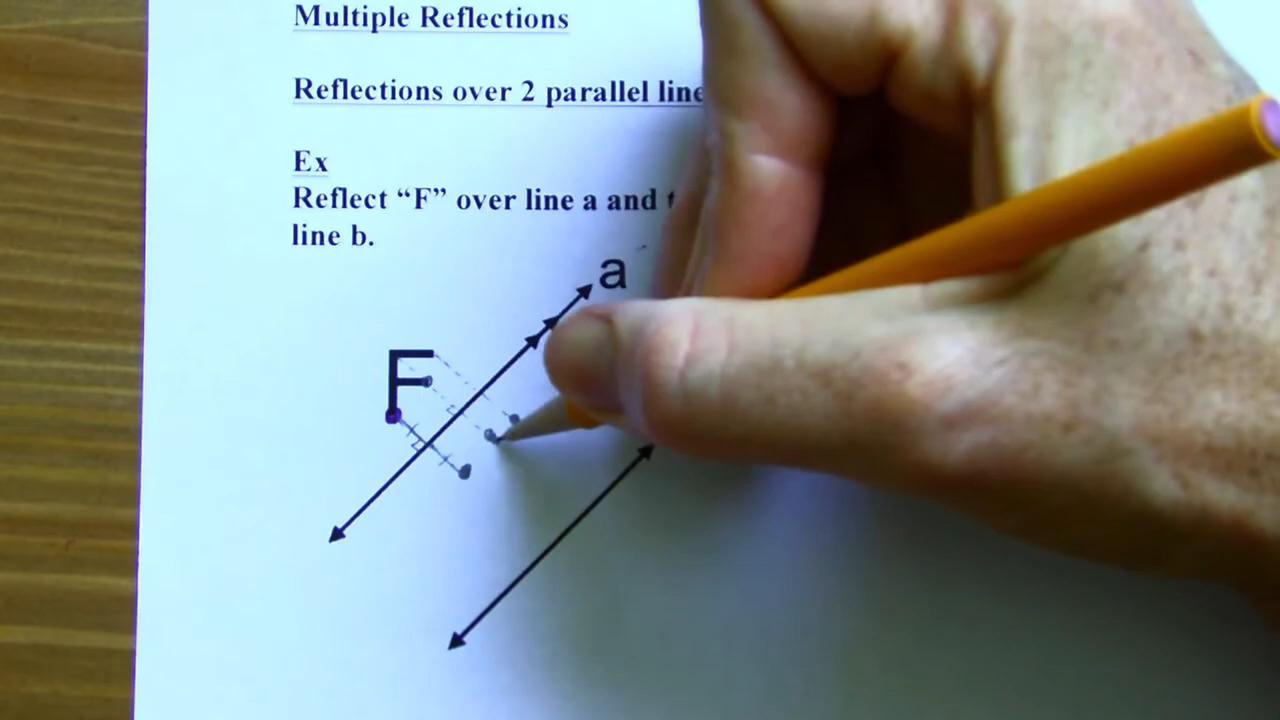 Multiple Reflections
Reflections over 2 parallel line
Ex
Reflect “F” over line a and
line b.
a
F